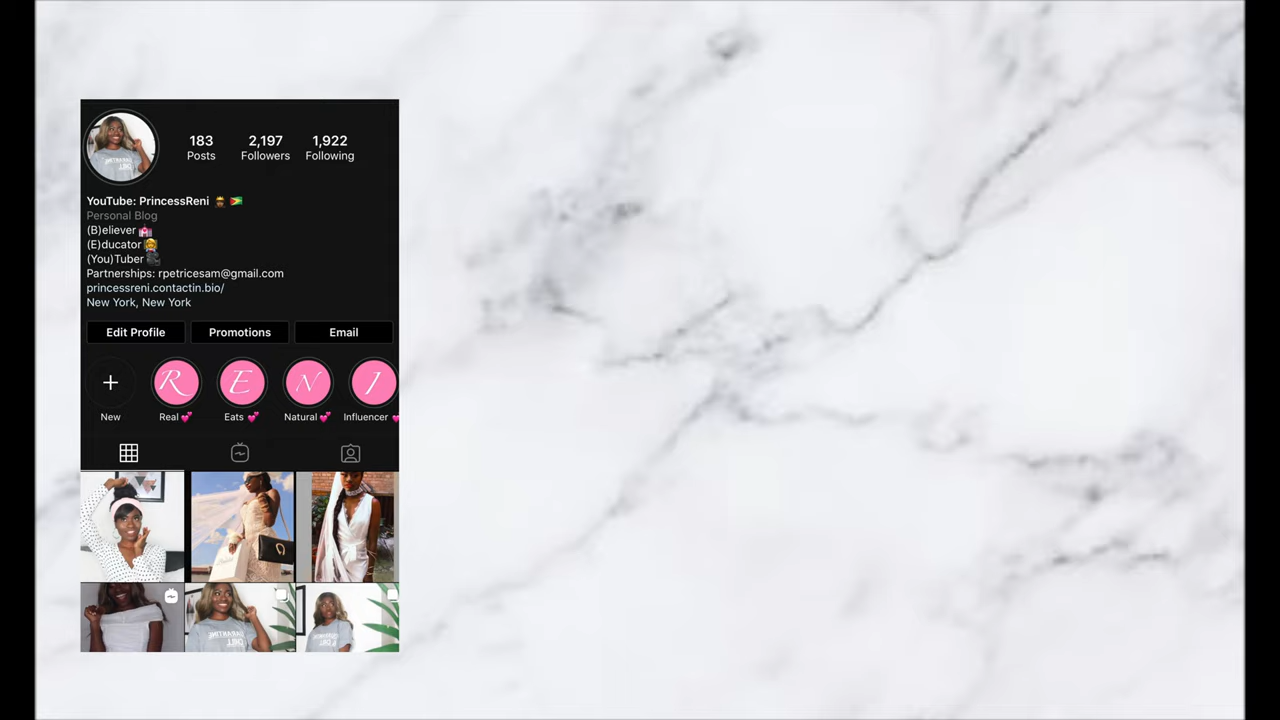 183 2,197 1,922
Posts Followers Following
YouTube: PrincessReni
Personal Blog
(B)eliever
(E)ducator
(You)Tuber
Partnerships: rpetricesam@gmail.com
princessreni.contactin.bio/
New York, New York
Edit Profile Promotions Email
R E N I
New Real Eats Natural Influencer